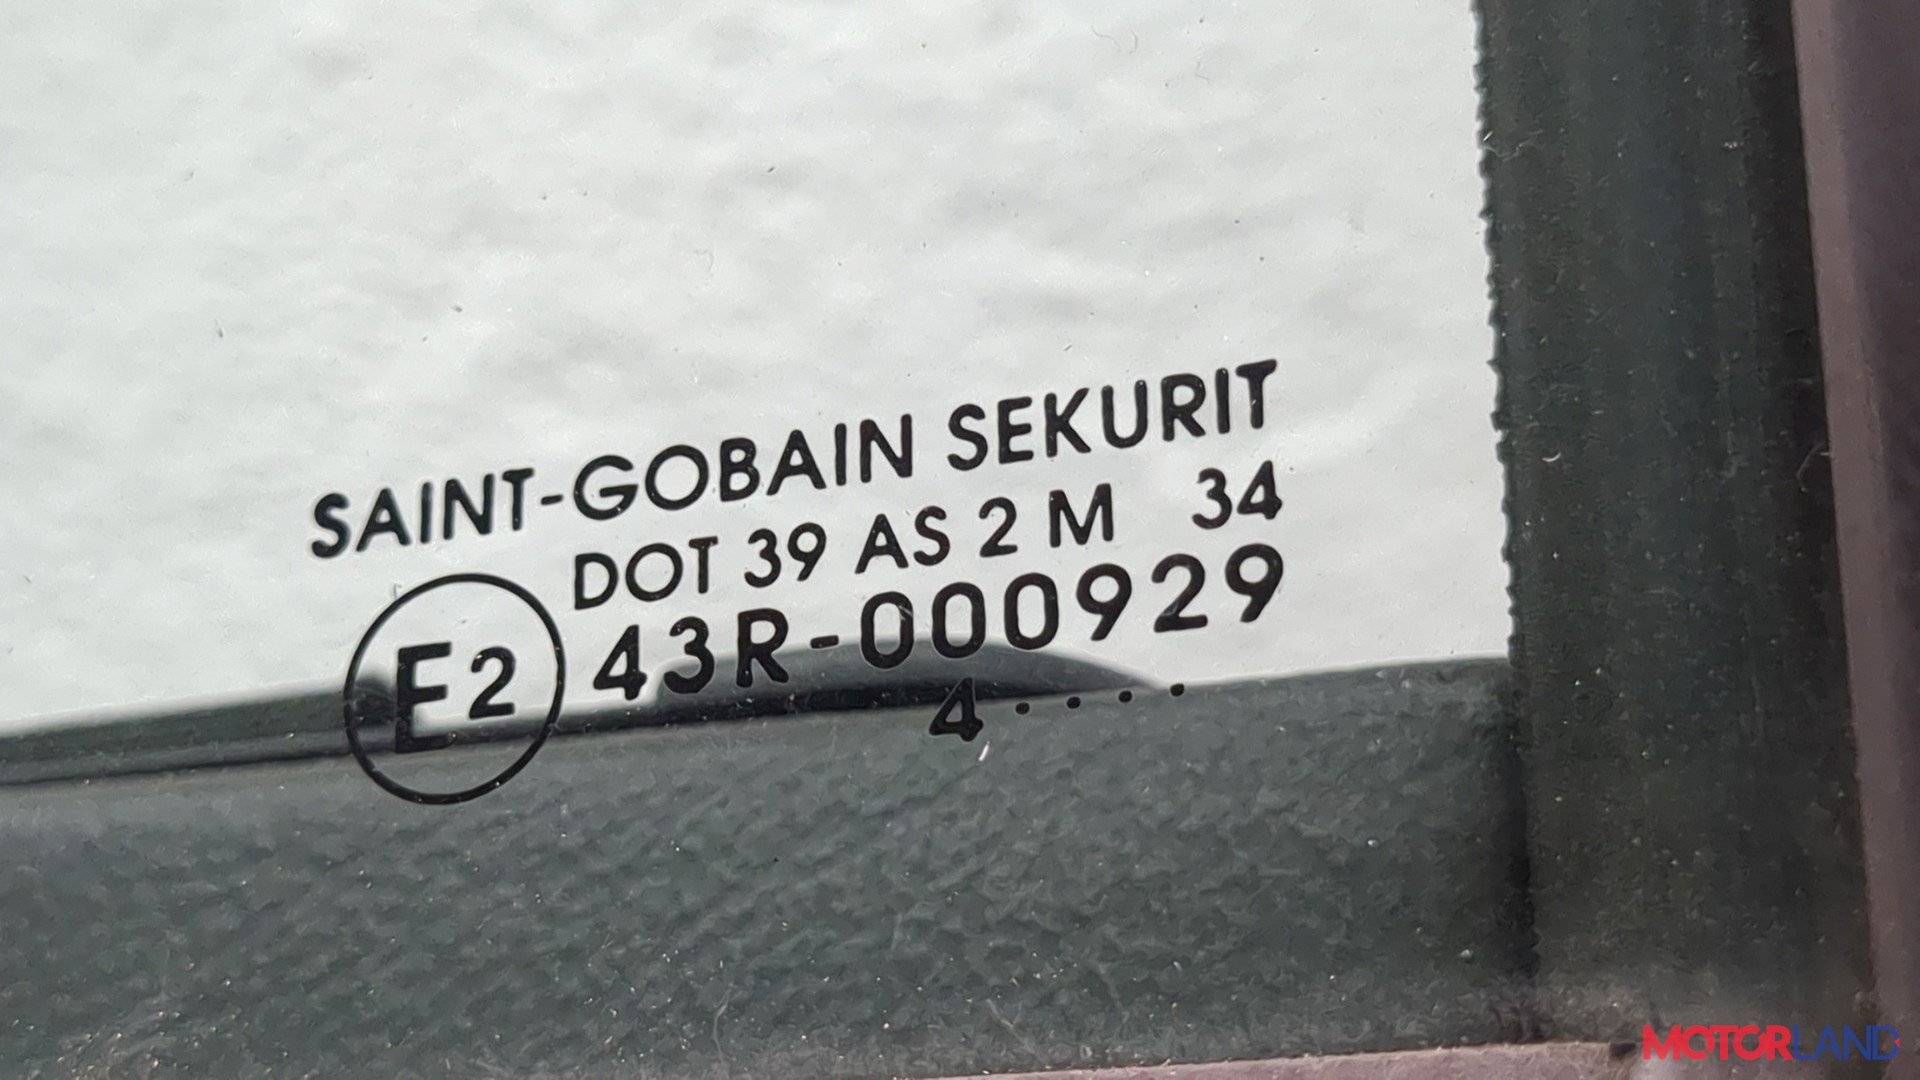 SAINT-GOBAIN SEKURIT
DOT 39 AS 2 M 34
E2 43R-000929
4 . . . .
MOTORLAND